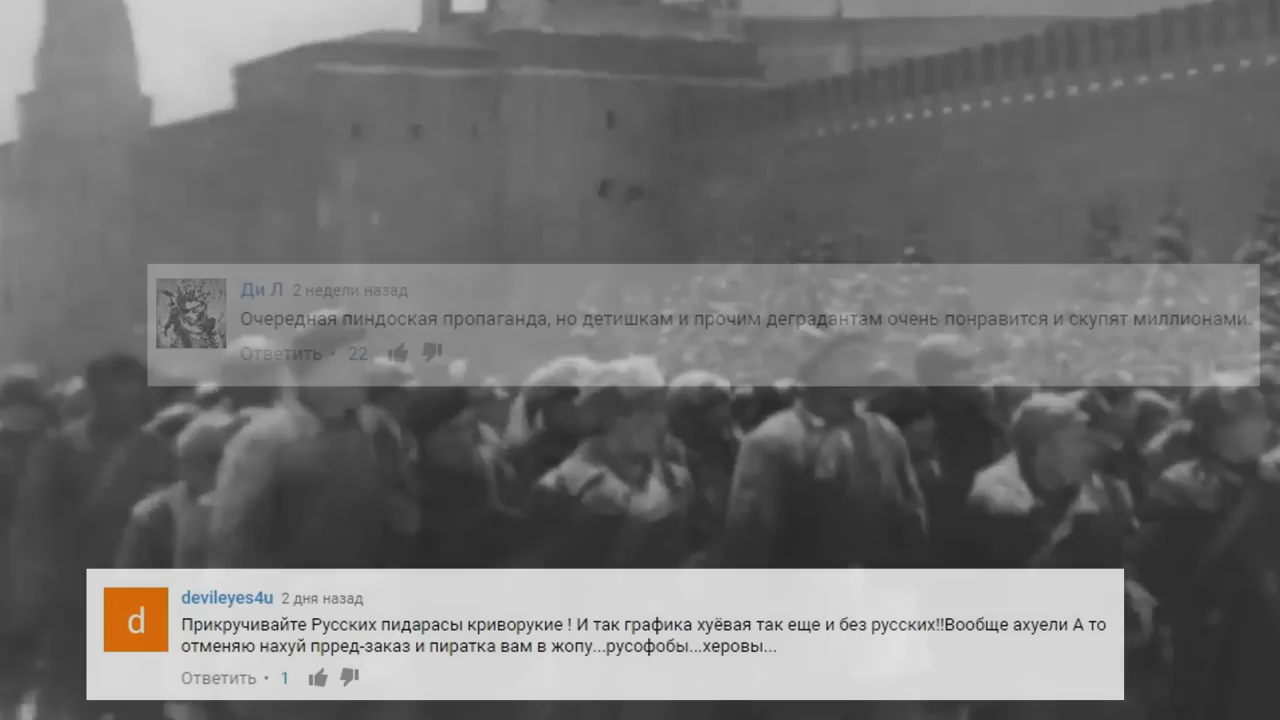 Ди Л 2 недели назад
Очередная пиндоская пропаганда, но детишкам и прочим деградантам очень понравится и скупят миллионами.
Ответить • 22
d
devileyes4u 2 дня назад
Прикручивайте Русских пидарасы криворукие ! И так графика хуёвая так еще и без русских!!Вообще ахуели А то
отменяю нахуй прред-заказ и пиратка вам в жопу...русофобы...херовы...
Ответить • 1